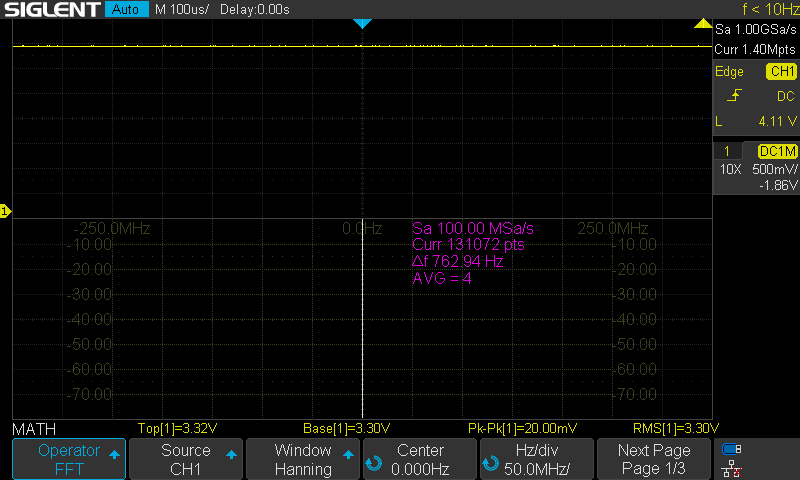 SIGLENT Auto M 100us/ Delay:0.00s f < 10Hz
Sa 1.00GSa/s
Curr 1.40Mpts
Edge CH1
DC
L 4.11 V
1 DC1M
10X 500mV/
-1.86V
1
-250.0MHz 0.0Hz 250.0MHz
Sa 100.00 MSa/s
-10.00 Curr 131072 pts -10.00
-20.00 Δf 762.94 Hz -20.00
AVG = 4
-30.00 -30.00
-40.00 -40.00
-50.00 -50.00
-60.00 -60.00
-70.00 -70.00
MATH Top[1]=3.32V Base[1]=3.30V Pk-Pk[1]=20.00mV RMS[1]=3.30V
Operator Source Window Center Hz/div Next Page
FFT CH1 Hanning 0.000Hz 50.0MHz/ Page 1/3